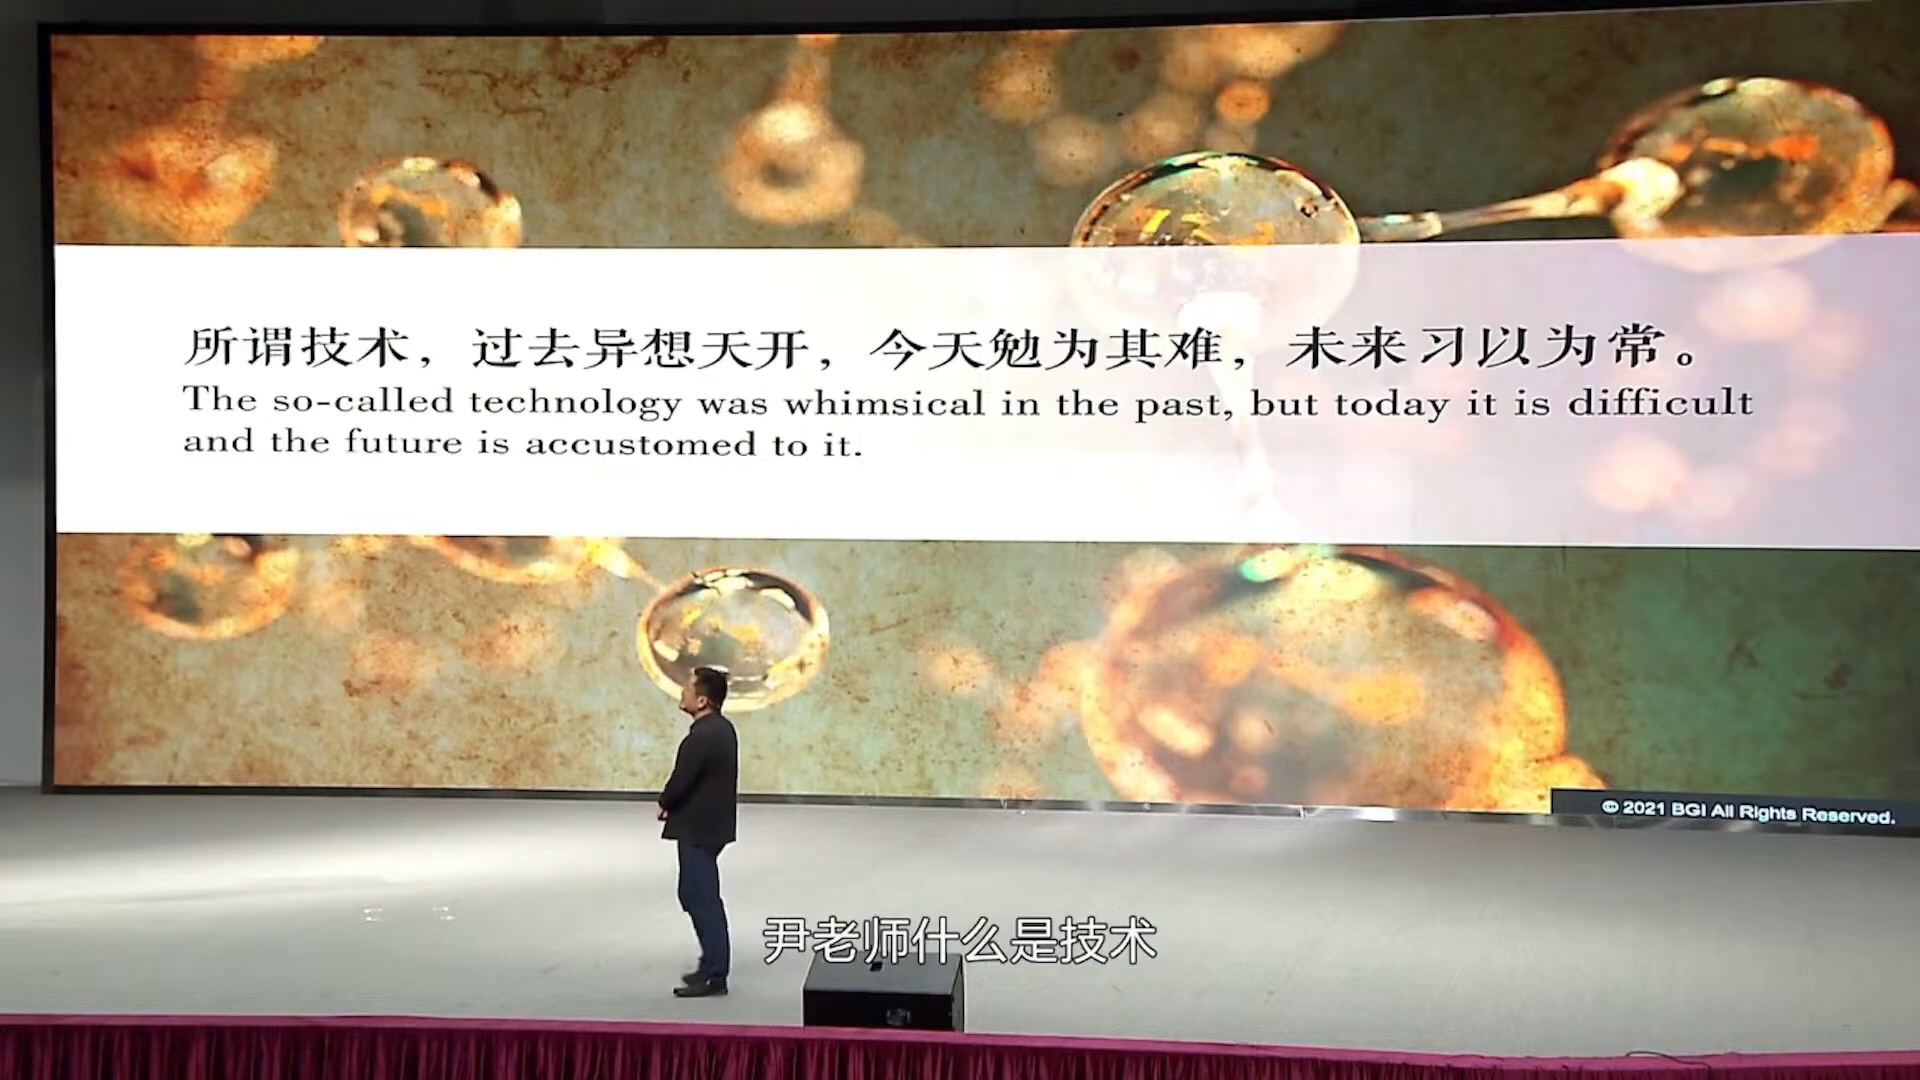 所谓技术，过去异想天开，今天勉为其难，未来习以为常。
The so-called technology was whimsical in the past, but today it is difficult
and the future is accustomed to it.
© 2021 BGI All Rights Reserved.
尹老师什么是技术